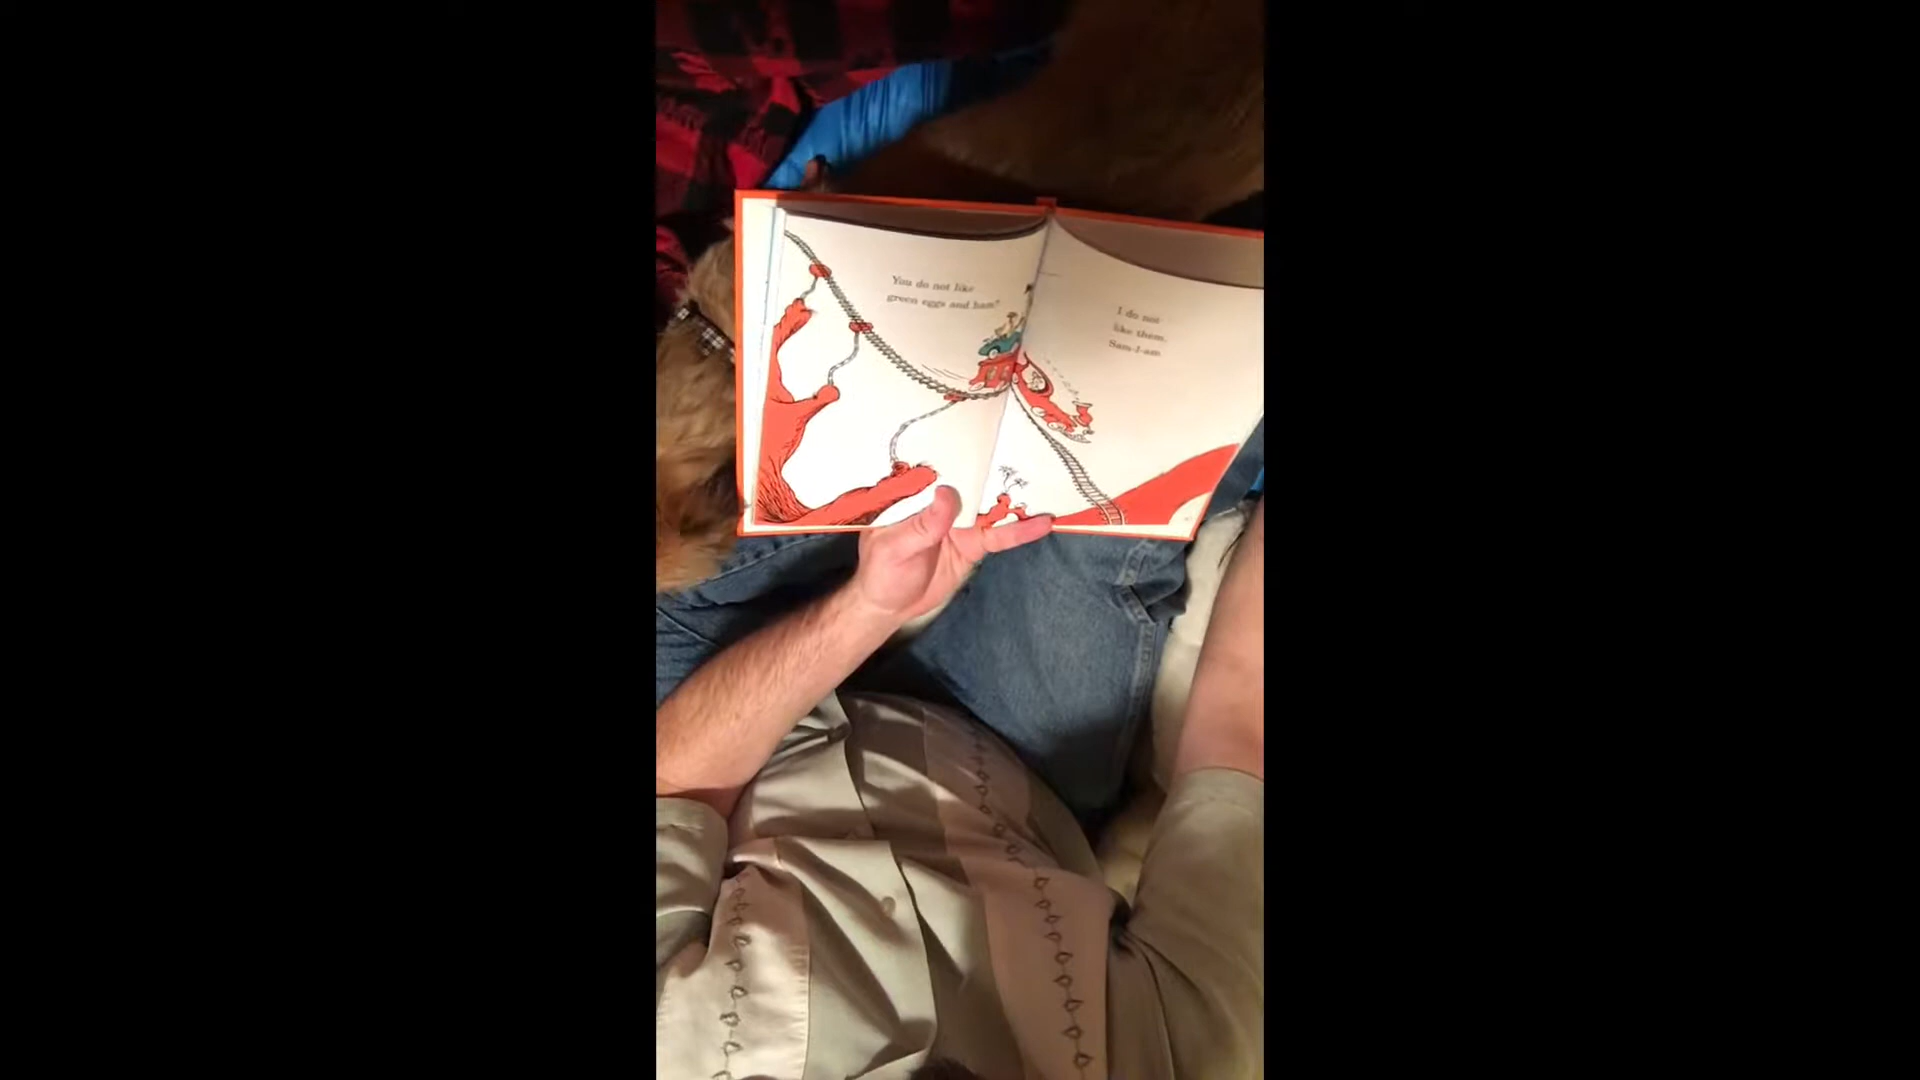 You do not like
green eggs and ham?
I do not
like them,
Sam-I-am